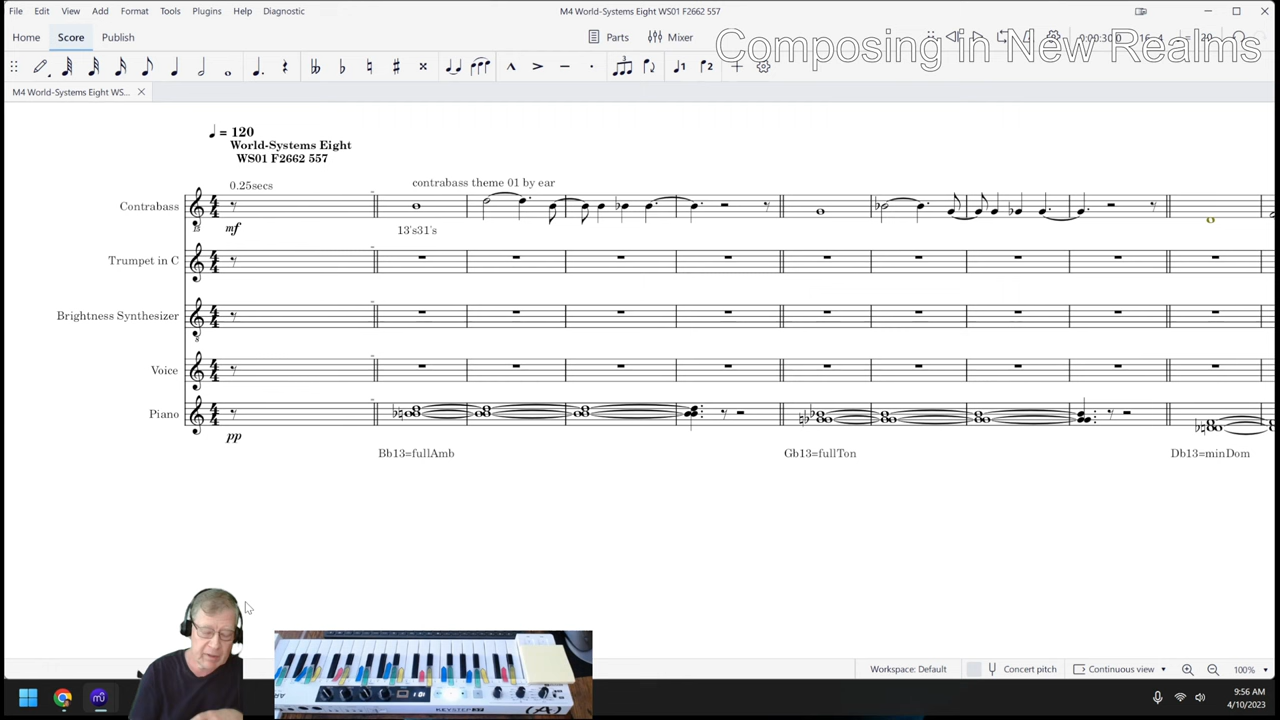 File Edit View Add Format Tools Plugins Help Diagnostic
M4 World-Systems Eight WS01 F2662 557
Home Score Publish
Parts Mixer
Composing in New Realms
M4 World-Systems Eight WS...
= 120
World-Systems Eight
WS01 F2662 557
0.25secs
contrabass theme 01 by ear
Contrabass
mf
13's31's
Trumpet in C
Brightness Synthesizer
Voice
Piano
pp
Bb13=fullAmb
Gb13=fullTon
Db13=minDom
Workspace: Default
Concert pitch
Continuous view
100%
KEYSTEP 37
9:56 AM
4/10/2023